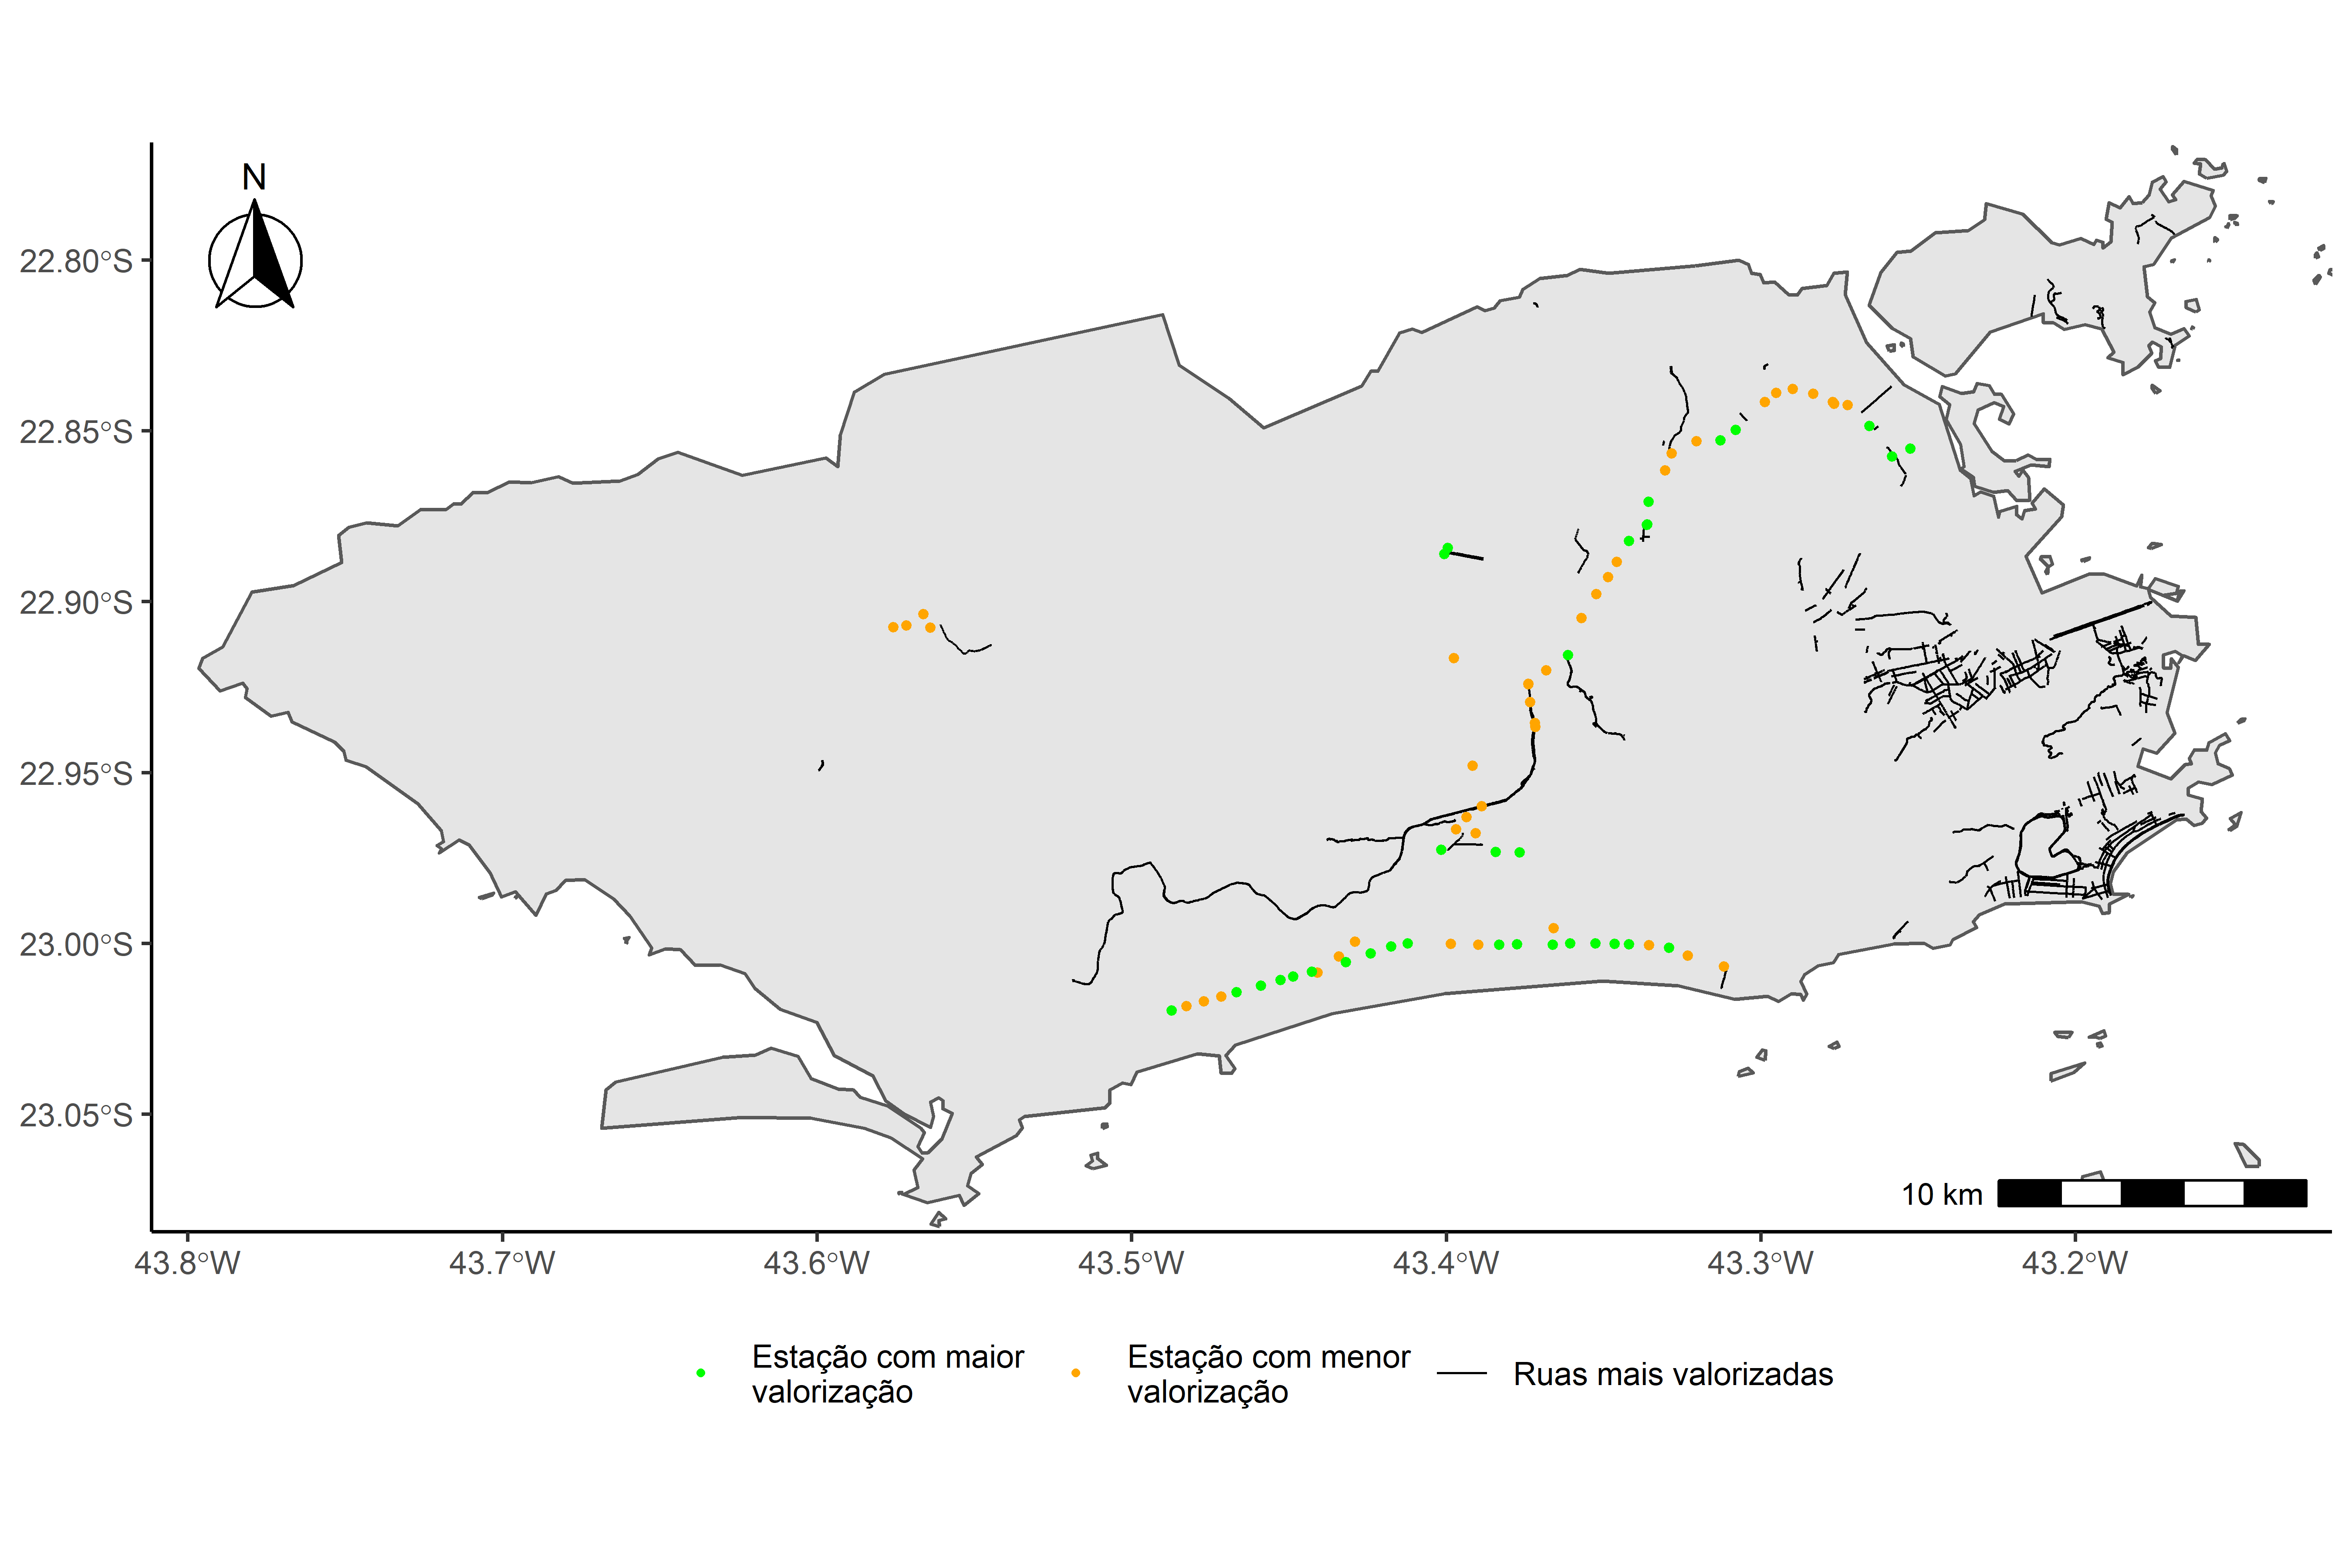 N
22.80°S
22.85°S
22.90°S
22.95°S
23.00°S
23.05°S
10 km
43.8°W 43.7°W 43.6°W 43.5°W 43.4°W 43.3°W 43.2°W
Estação com maior
valorização
Estação com menor
valorização
Ruas mais valorizadas